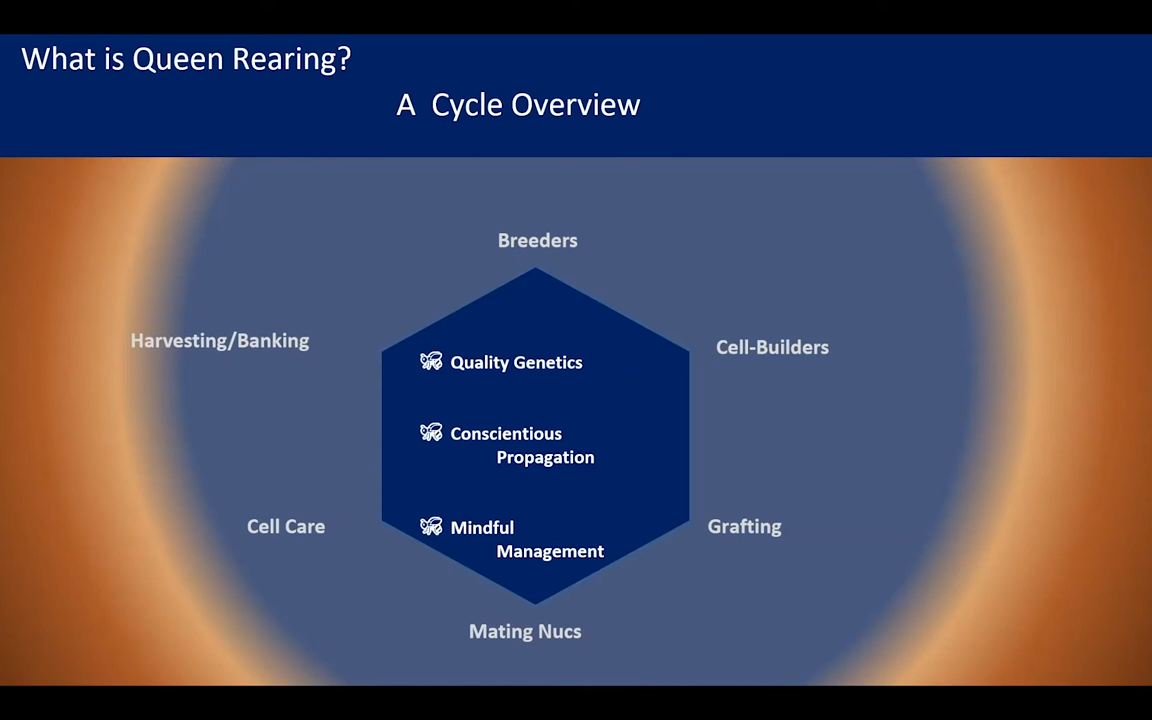 What is Queen Rearing?
A Cycle Overview
Breeders
Harvesting/Banking
Cell-Builders
Quality Genetics
Conscientious
Propagation
Cell Care
Mindful
Management
Grafting
Mating Nucs